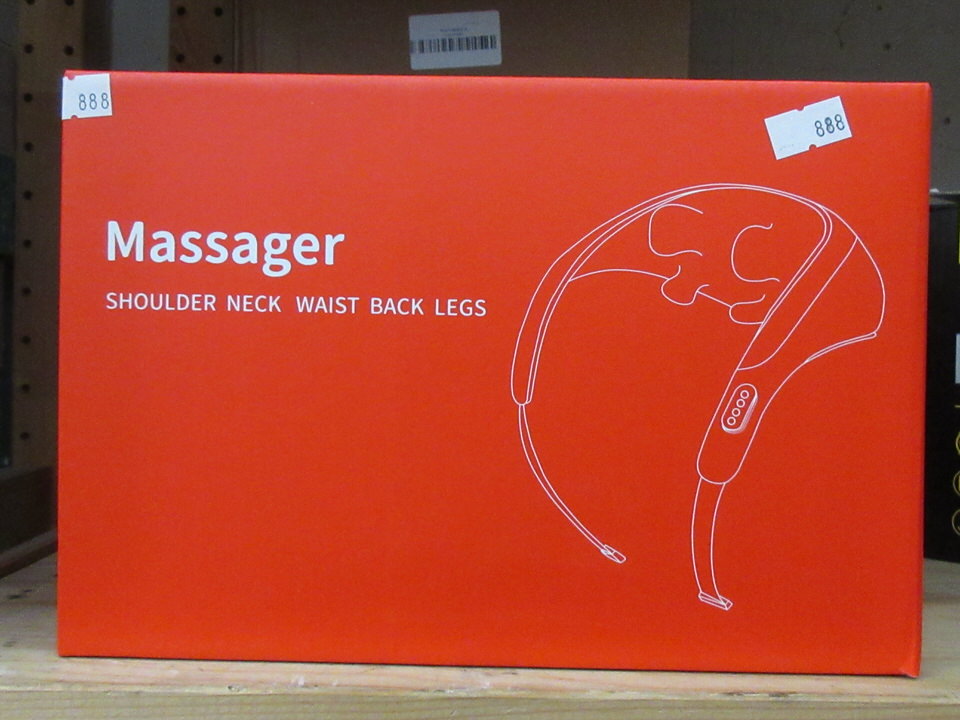 888
888
Massager
SHOULDER NECK WAIST BACK LEGS